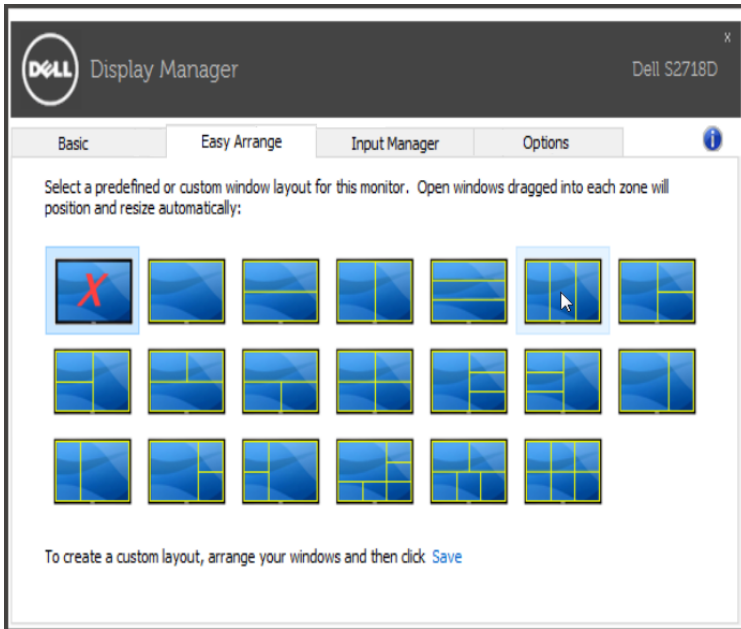 DELL Display Manager
x
Dell S2718D
Basic Easy Arrange Input Manager Options
Select a predefined or custom window layout for this monitor. Open windows dragged into each zone will
position and resize automatically:
X
To create a custom layout, arrange your windows and then click Save